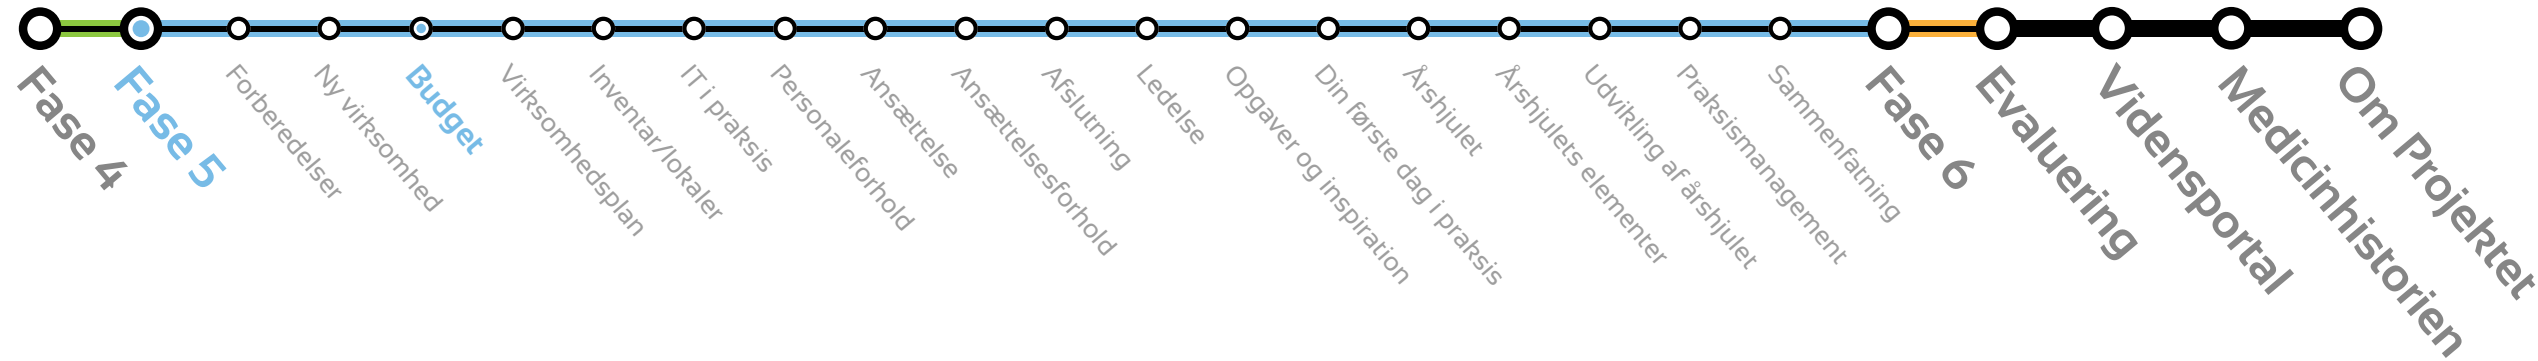 Fase 4
Fase 5
Forberedelser
Ny virksomhed
Budget
Virksomhedsplan
Inventar/lokaler
IT i praksis
Personaleforhold
Ansættelse
Ansættelsesforhold
Afslutning
Ledelse
Opgaver og inspiration
Din første dag i praksis
Årshjulet
Årshjulets elementer
Udvikling af årshjulet
Praksismanagement
Sammenfatning
Fase 6
Evaluering
Vidensportal
Medicinhistorien
Om Projektet